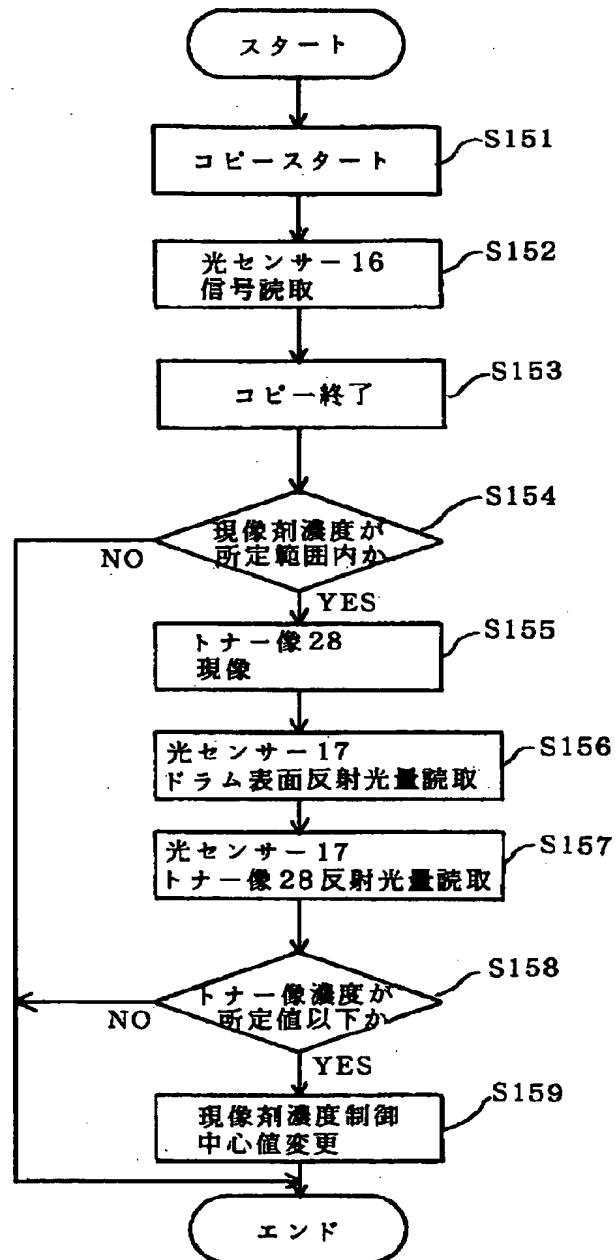 スタート
コピースタート
S151
光センサー16
信号読取
S152
コピー終了
S153
現像剤濃度が
所定範囲内か
S154
NO
YES
トナー像28
現像
S155
光センサー17
ドラム表面反射光量読取
S156
光センサー17
トナー像28反射光量読取
S157
トナー像濃度が
所定値以下か
S158
NO
YES
現像剤濃度制御
中心値変更
S159
エンド